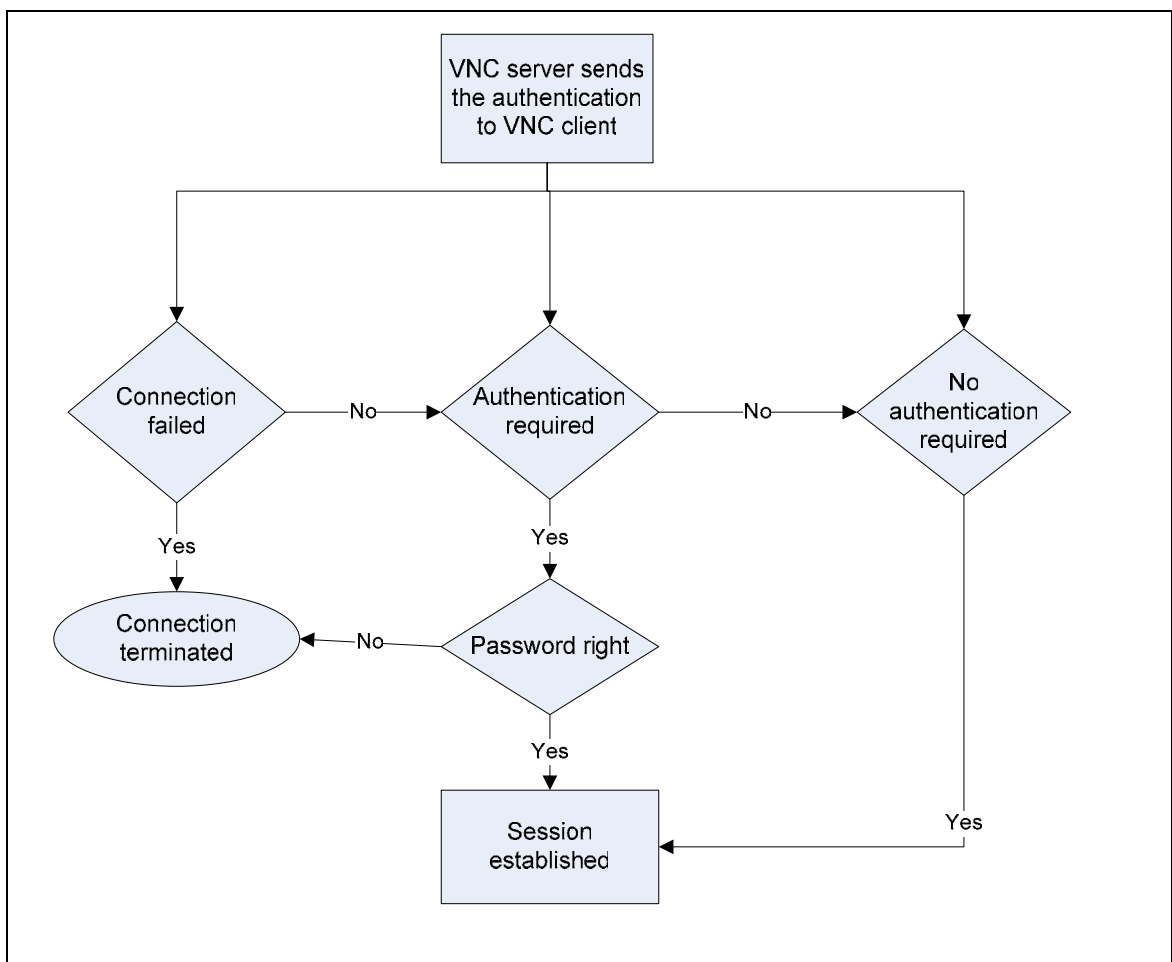 VNC server sends
the authentication
to VNC client
Connection
failed
No
Authentication
required
No
No
authentication
required
Yes
Yes
Connection
terminated
No
Password right
Yes
Session
established
Yes